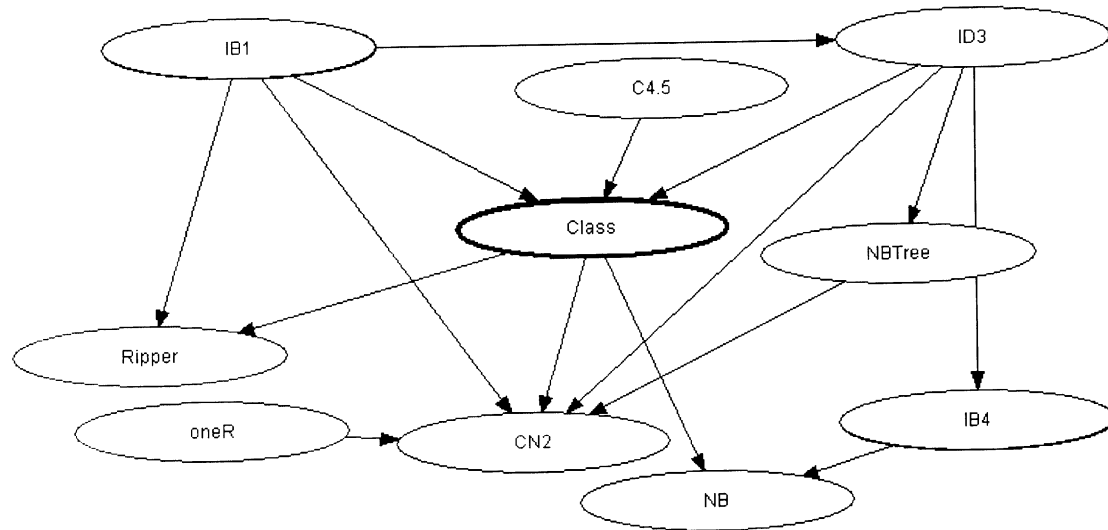 IB1
ID3
C4.5
Class
NBTree
Ripper
IB4
oneR
CN2
NB